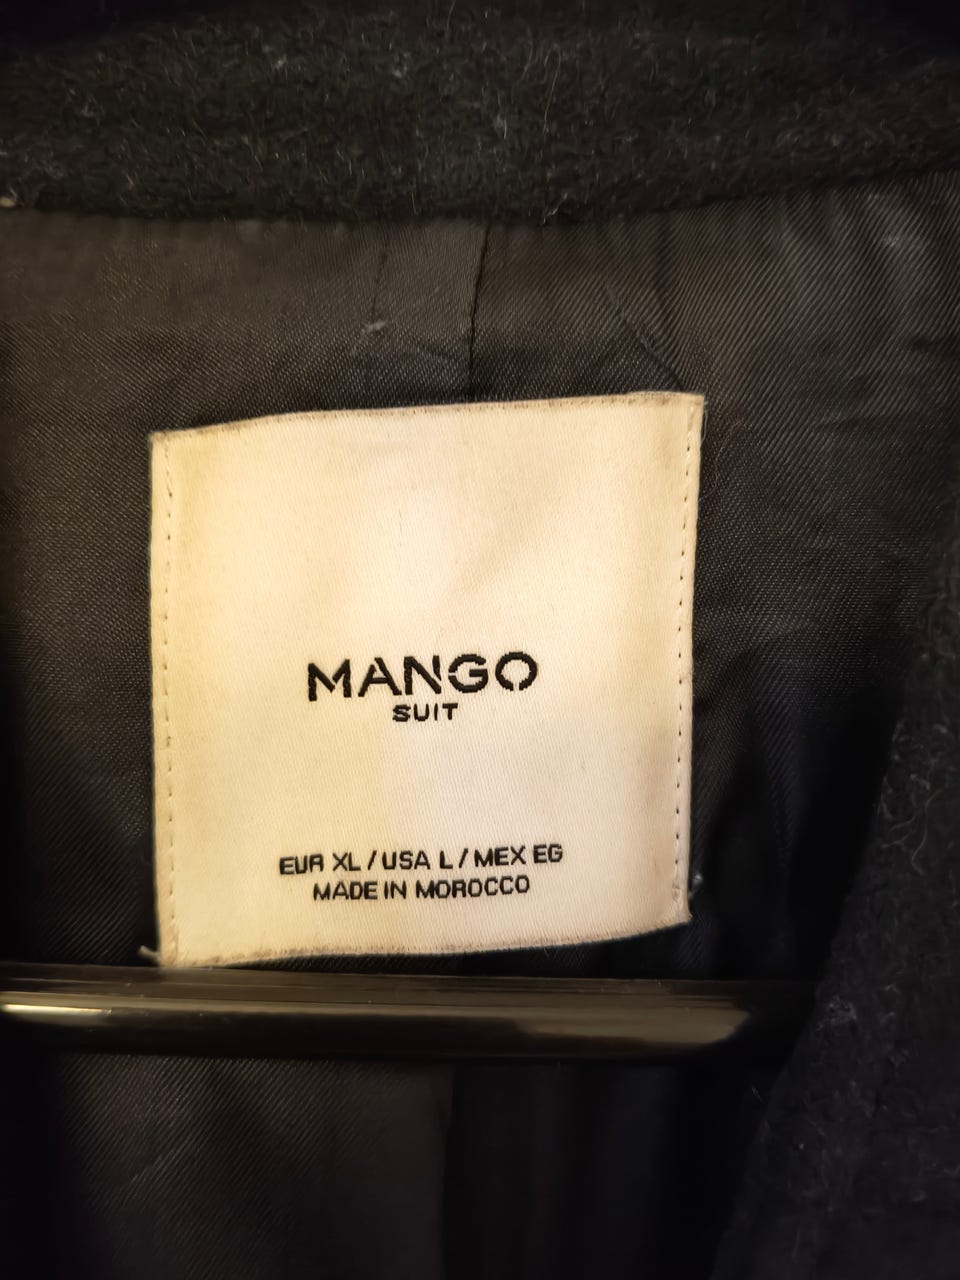 MANGO
SUIT
EUR XL / USA L / MEX EG
MADE IN MOROCCO